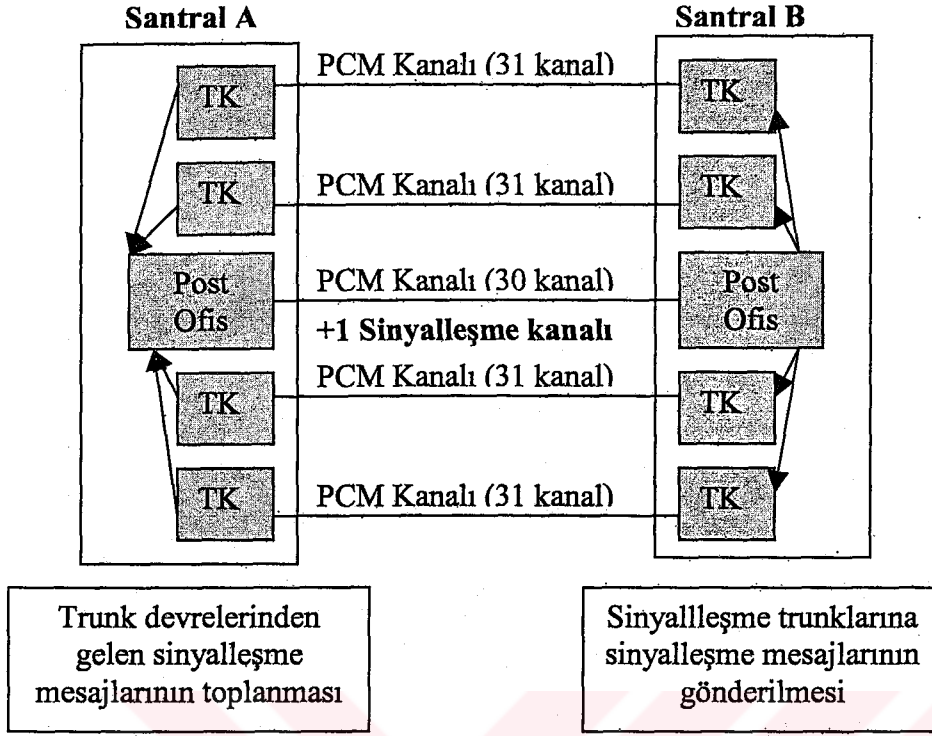 Santral A
Santral B
TK
PCM Kanalı (31 kanal)
TK
TK
PCM Kanalı (31 kanal)
TK
Post
Ofis
PCM Kanalı (30 kanal)
+1 Sinyalleşme kanalı
Post
Ofis
TK
PCM Kanalı (31 kanal)
TK
TK
PCM Kanalı (31 kanal)
TK
Trunk devrelerinden
gelen sinyalleşme
mesajlarının toplanması
Sinyallleşme trunklarına
sinyalleşme mesajlarının
gönderilmesi